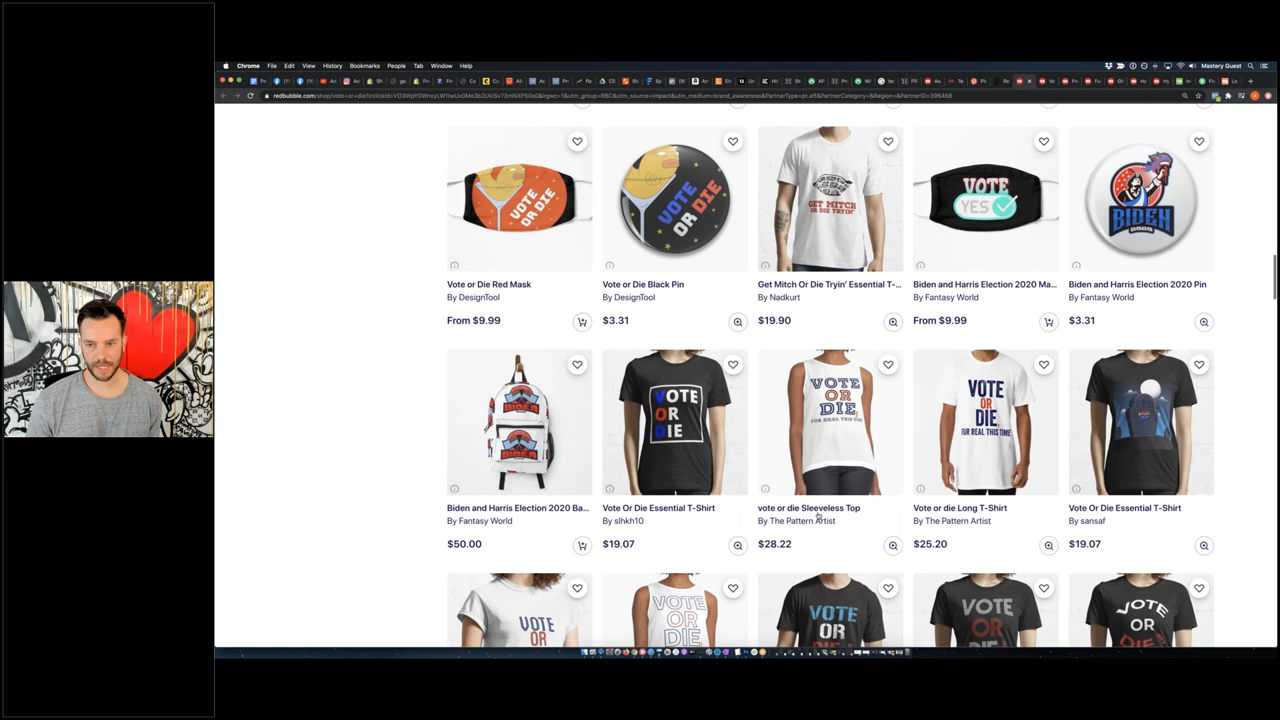 Chrome File Edit View History Bookmarks People Tab Window Help
Mastery Guest
VOTE OR DIE
VOTE OR DIE
GET MITCH
OR DIE TRYIN'
VOTE
YES
BIDEN
2020
Vote or Die Red Mask
By DesignTool
From $9.99
Vote or Die Black Pin
By DesignTool
$3.31
Get Mitch Or Die Tryin' Essential T-...
By Nadkurt
$19.90
Biden and Harris Election 2020 Ma...
By Fantasy World
From $9.99
Biden and Harris Election 2020 Pin
By Fantasy World
$3.31
BIDEN
BIDEN
VOTE
OR
DIE
VOTE
OR
DIE,
FOR REAL THIS TIME
VOTE
OR
DIE,
FOR REAL THIS TIME
Biden and Harris Election 2020 Ba...
By Fantasy World
$50.00
Vote Or Die Essential T-Shirt
By slhkh10
$19.07
vote or die Sleeveless Top
By The Pattern Artist
$28.22
Vote or die Long T-Shirt
By The Pattern Artist
$25.20
Vote Or Die Essential T-Shirt
By sansaf
$19.07
VOTE
OR
VOTE
OR
DIE
VOTE
OR
DIE
VOTE
OR
DIE
VOTE
OR
DIE